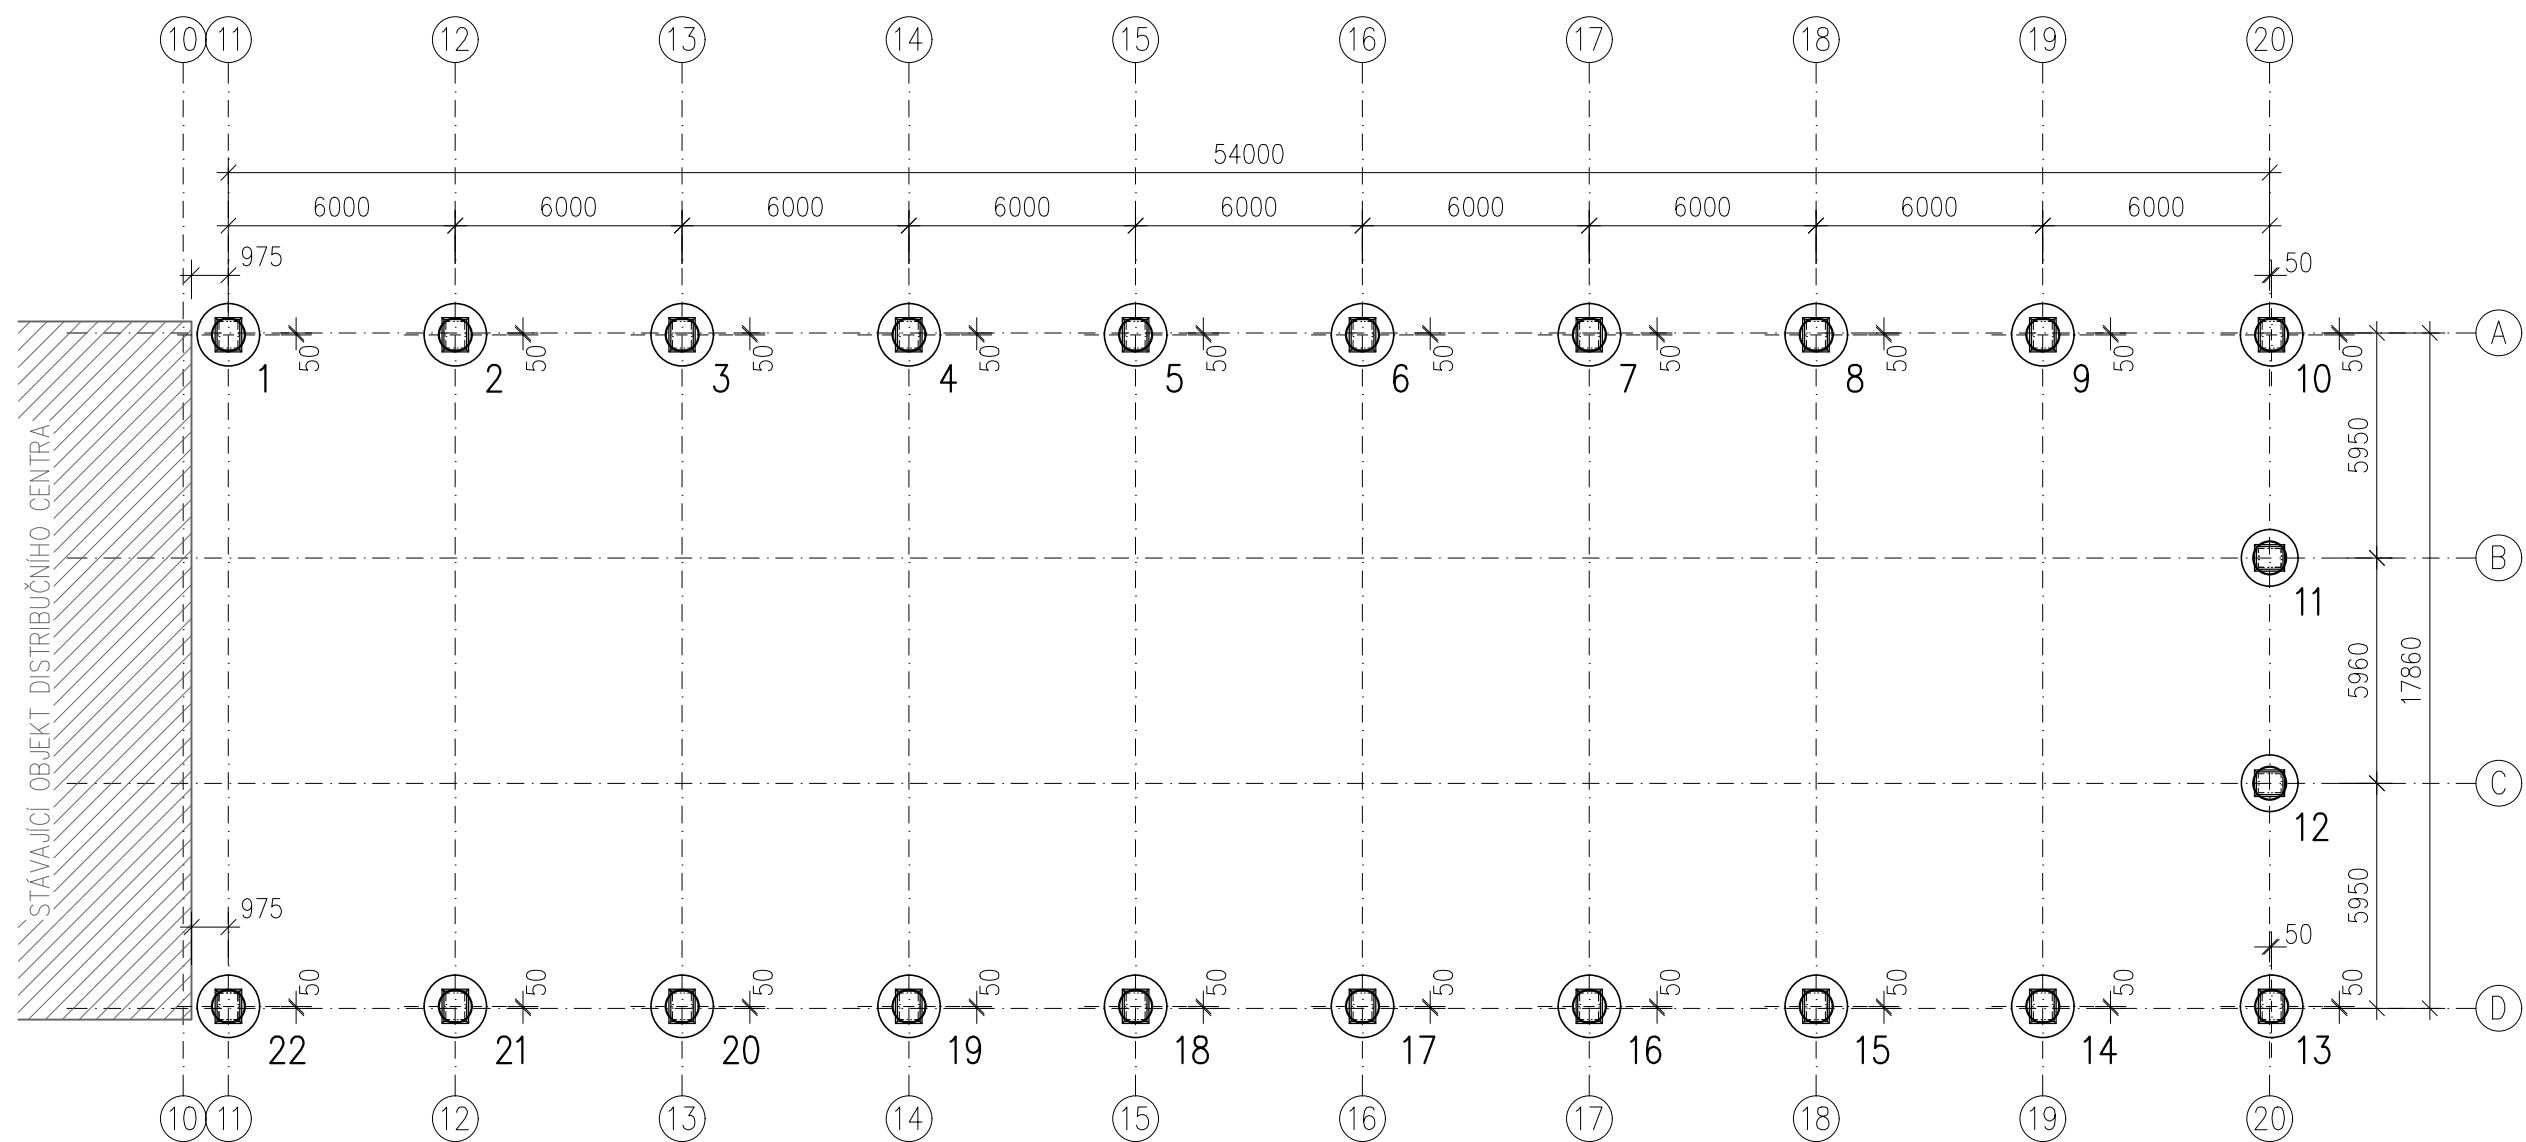 10 11 12 13 14 15 16 17 18 19 20
54000
6000 6000 6000 6000 6000 6000 6000 6000 6000
975 50
50 50 50 50 50 50 50 50 50 50 A
1 2 3 4 5 6 7 8 9 10
5950
B
11
STÁVAJÍCÍ OBJEKT DISTRIBUČNÍHO CENTRA
5960 17860
C
12
5950
975 50
50 50 50 50 50 50 50 50 50 50 D
22 21 20 19 18 17 16 15 14 13
10 11 12 13 14 15 16 17 18 19 20